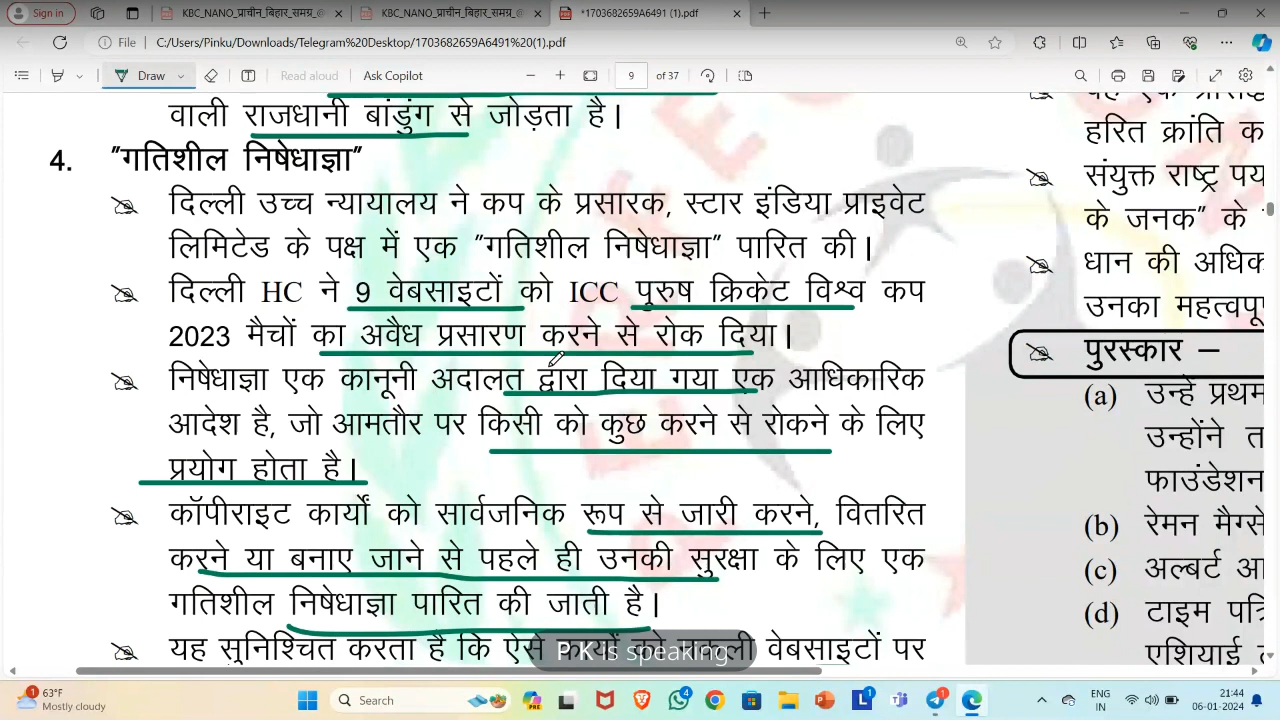 Sign in
KBC_NANO_प्राचीन_बिहार_समग्र_@
KBC_NANO_प्राचीन_बिहार_समग्र_@
*1703682659A6491 (1).pdf
File
C:/Users/Pinku/Downloads/Telegram%20Desktop/1703682659A6491%20(1).pdf
Draw
Read aloud
Ask Copilot
9
of 37
वाली राजधानी बांडुंग से जोड़ता है।
4. "गतिशील निषेधाज्ञा"
दिल्ली उच्च न्यायालय ने कप के प्रसारक, स्टार इंडिया प्राइवेट
लिमिटेड के पक्ष में एक "गतिशील निषेधाज्ञा" पारित की।
दिल्ली HC ने 9 वेबसाइटों को ICC पुरुष क्रिकेट विश्व कप
2023 मैचों का अवैध प्रसारण करने से रोक दिया।
निषेधाज्ञा एक कानूनी अदालत द्वारा दिया गया एक आधिकारिक
आदेश है, जो आमतौर पर किसी को कुछ करने से रोकने के लिए
प्रयोग होता है।
कॉपीराइट कार्यों को सार्वजनिक रूप से जारी करने, वितरित
करने या बनाए जाने से पहले ही उनकी सुरक्षा के लिए एक
गतिशील निषेधाज्ञा पारित की जाती है।
यह सुनिश्चित करता है कि ऐसे कार्यों को नकली वेबसाइटों पर
हरित क्रांति क
संयुक्त राष्ट्र पय
के जनक" के
धान की अधिक
उनका महत्वपू
पुरस्कार –
(a) उन्हें प्रथम
उन्होंने त
फाउंडेशन
(b) रेमन मैग्से
(c) अल्बर्ट आ
(d) टाइम पत्रि
एशियाई
P K is speaking
63°F
Mostly cloudy
Search
ENG
IN
21:44
06-01-2024